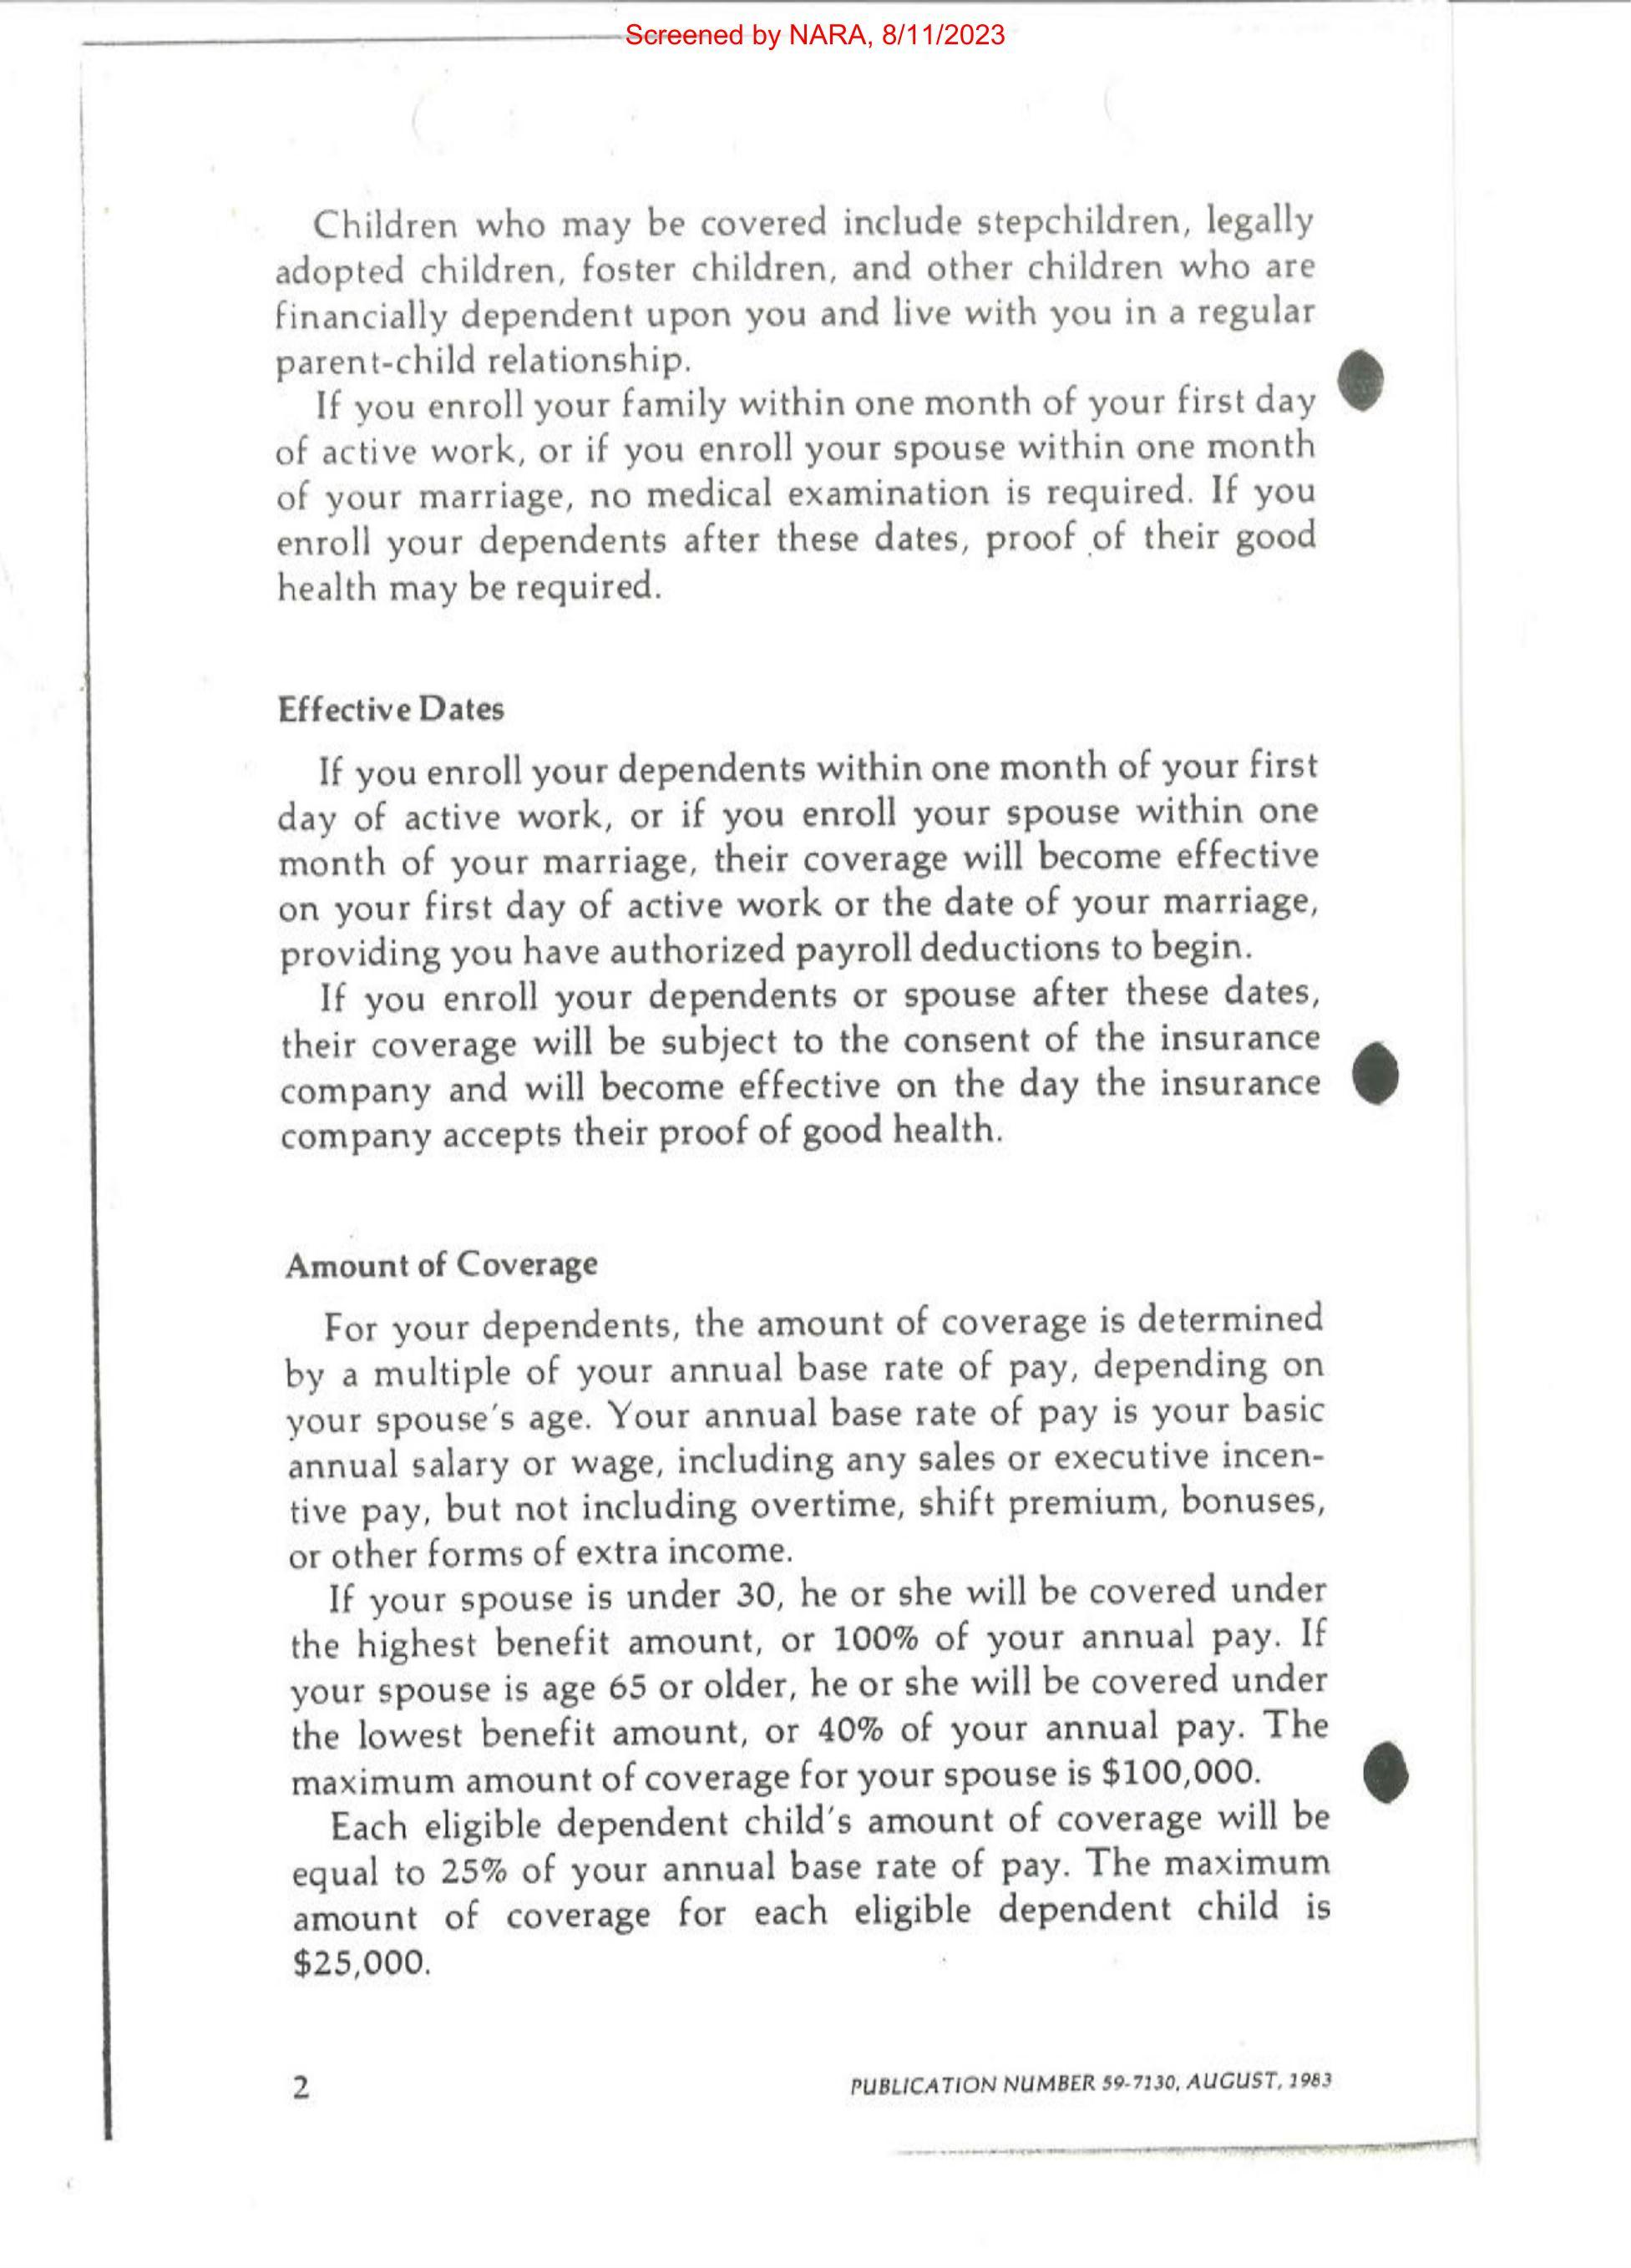 Screened by NARA, 8/11/2023
Children who may be covered include stepchildren, legally
adopted children, foster children, and other children who are
financially dependent upon you and live with you in a regular
parent-child relationship.
If you enroll your family within one month of your first day
of active work, or if you enroll your spouse within one month
of your marriage, no medical examination is required. If you
enroll your dependents after these dates, proof of their good
health may be required.
Effective Dates
If you enroll your dependents within one month of your first
day of active work, or if you enroll your spouse within one
month of your marriage, their coverage will become effective
on your first day of active work or the date of your marriage,
providing you have authorized payroll deductions to begin.
If you enroll your dependents or spouse after these dates,
their coverage will be subject to the consent of the insurance
company and will become effective on the day the insurance
company accepts their proof of good health.
Amount of Coverage
For your dependents, the amount of coverage is determined
by a multiple of your annual base rate of pay, depending on
your spouse's age. Your annual base rate of pay is your basic
annual salary or wage, including any sales or executive incen-
tive pay, but not including overtime, shift premium, bonuses,
or other forms of extra income.
If your spouse is under 30, he or she will be covered under
the highest benefit amount, or 100% of your annual pay. If
your spouse is age 65 or older, he or she will be covered under
the lowest benefit amount, or 40% of your annual pay. The
maximum amount of coverage for your spouse is $100,000.
Each eligible dependent child's amount of coverage will be
equal to 25% of your annual base rate of pay. The maximum
amount of coverage for each eligible dependent child is
$25,000.
2
PUBLICATION NUMBER 59-7130, AUGUST, 1983